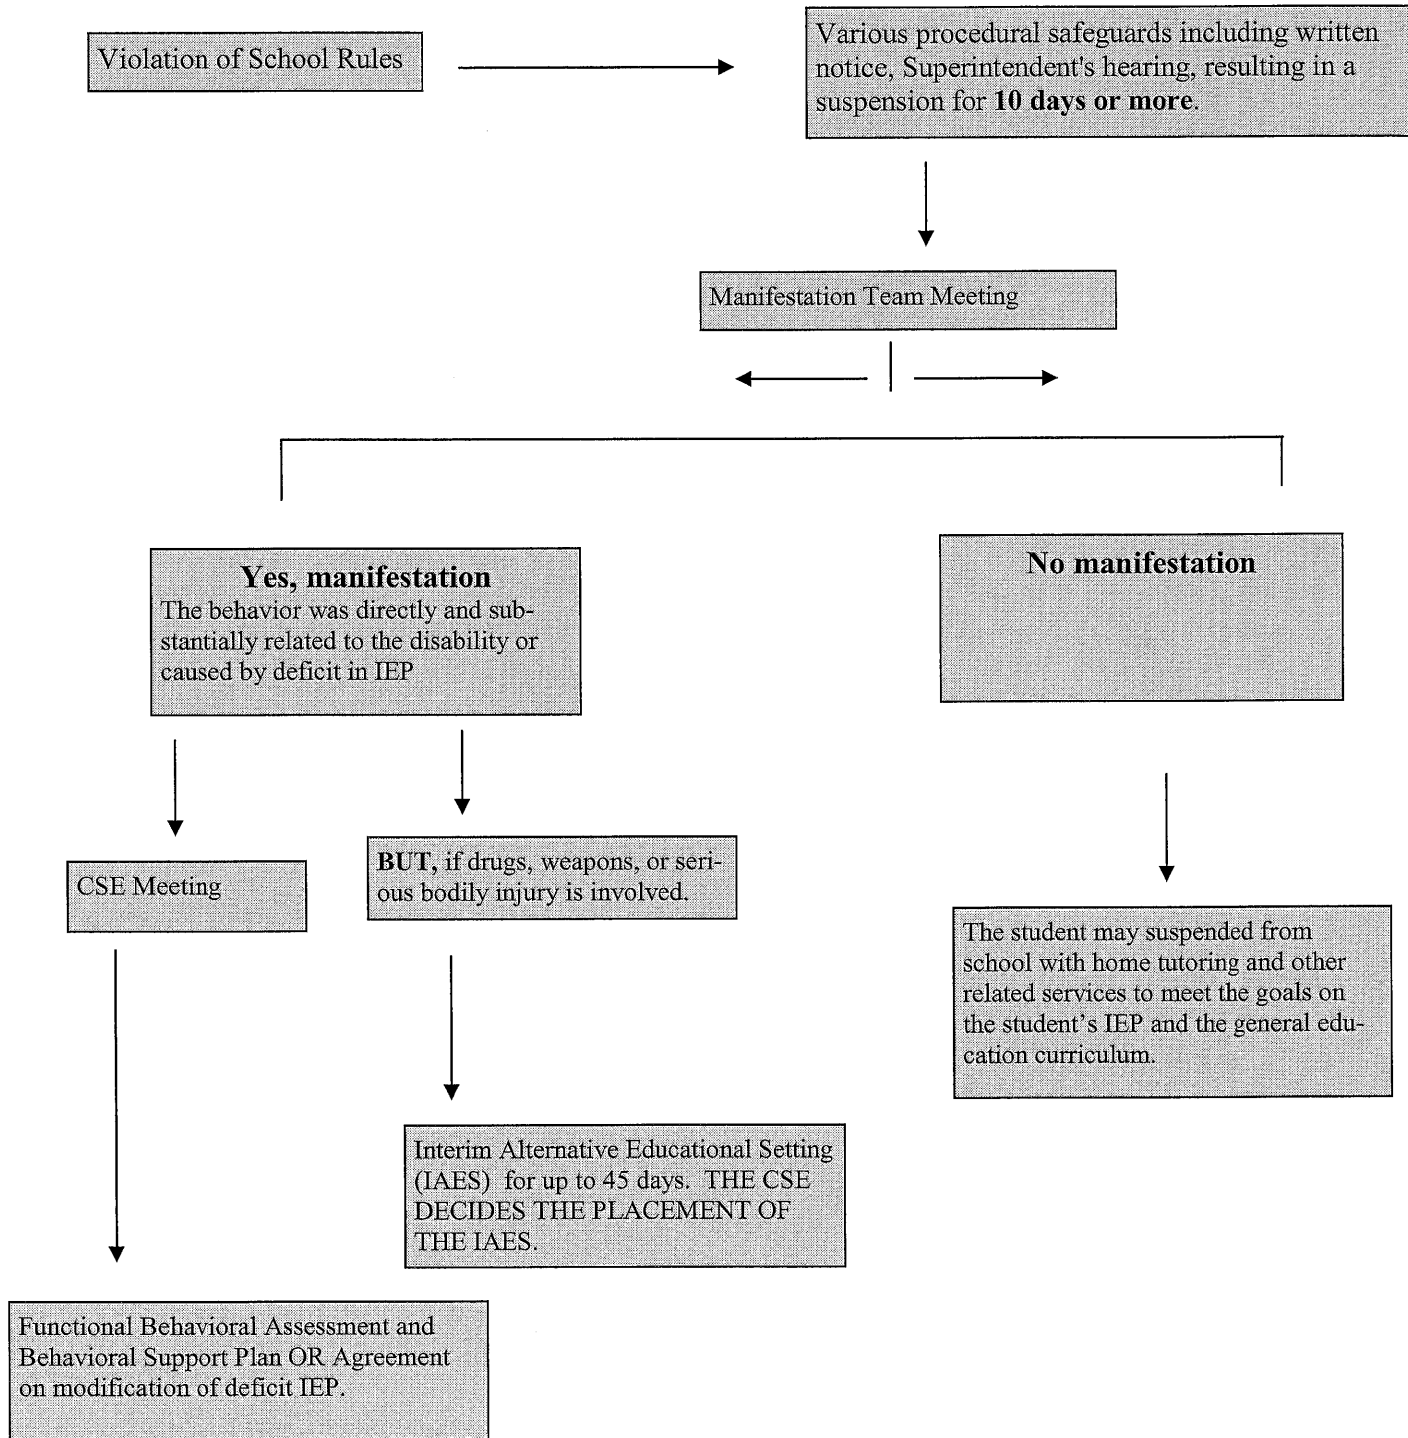 Violation of School Rules
Various procedural safeguards including written
notice, Superintendent's hearing, resulting in a
suspension for 10 days or more.
Manifestation Team Meeting
Yes, manifestation
The behavior was directly and sub-
stantially related to the disability or
caused by deficit in IEP
No manifestation
CSE Meeting
BUT, if drugs, weapons, or seri-
ous bodily injury is involved.
The student may suspended from
school with home tutoring and other
related services to meet the goals on
the student's IEP and the general edu-
cation curriculum.
Interim Alternative Educational Setting
(IAES)  for up to 45 days.  THE CSE
DECIDES THE PLACEMENT OF
THE IAES.
Functional Behavioral Assessment and
Behavioral Support Plan OR Agreement
on modification of deficit IEP.